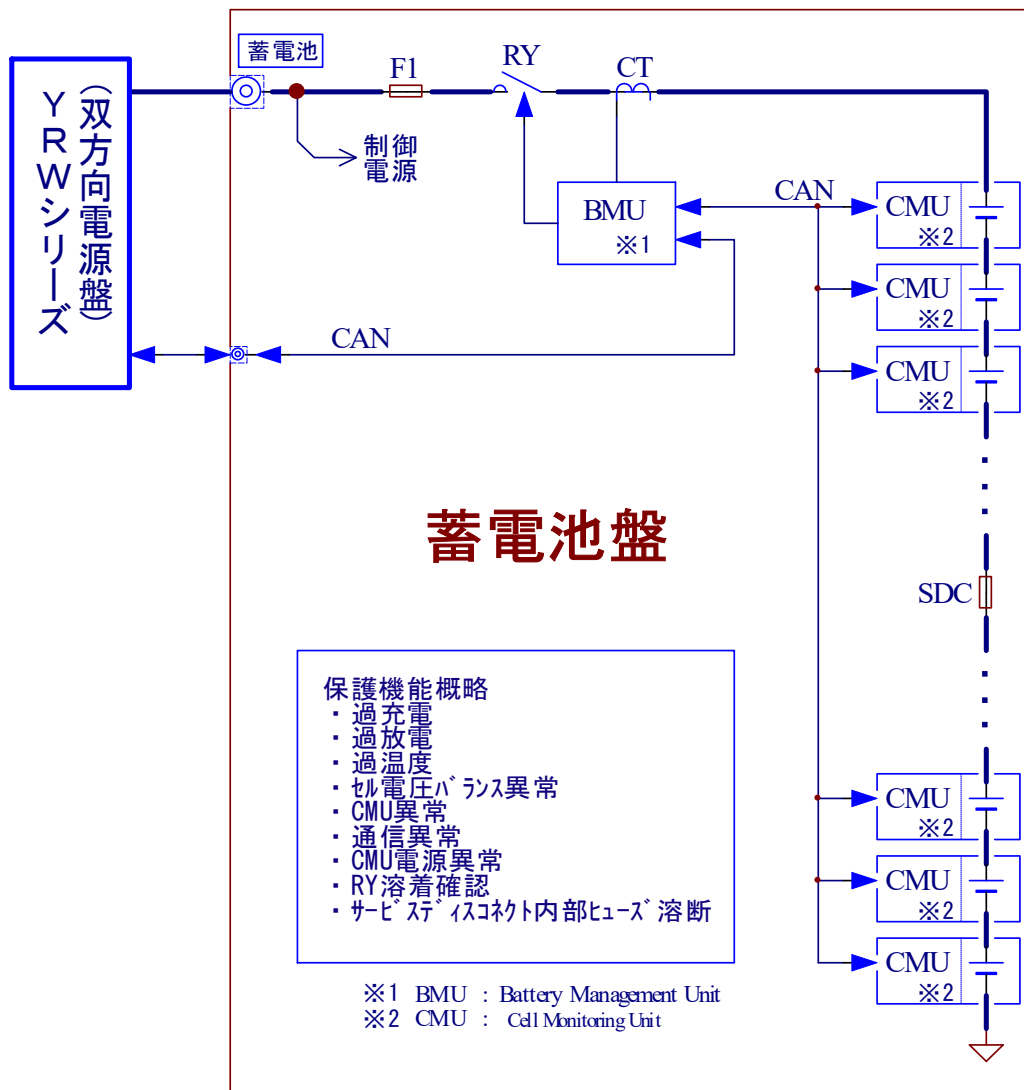 蓄電池
F1
RY
CT
(双方向電源盤)
YRWシリーズ
制御
電源
BMU
※1
CAN
CMU
※2
CMU
※2
CMU
※2
CAN
蓄電池盤
SDC
保護機能概略
・過充電
・過放電
・過温度
・ｾﾙ電圧ﾊﾞﾗﾝｽ異常
・CMU異常
・通信異常
・CMU電源異常
・RY溶着確認
・ｻｰﾋﾞｽﾃﾞｨｽｺﾈｸﾄ内部ﾋｭｰｽﾞ溶断
CMU
※2
CMU
※2
CMU
※2
※1 BMU : Battery Management Unit
※2 CMU : Cell Monitoring Unit